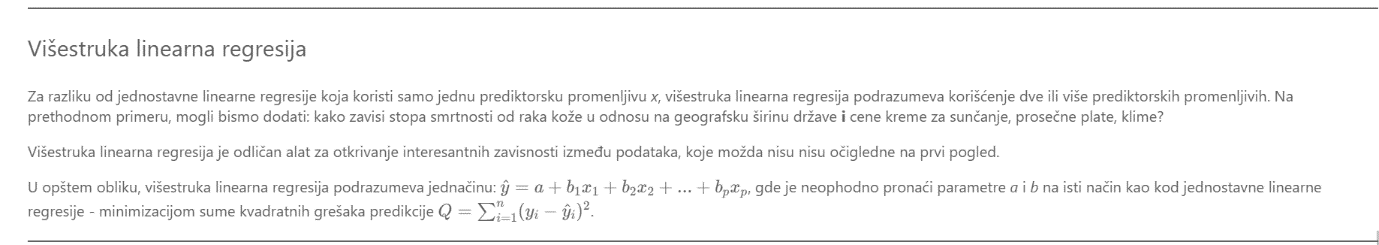 Višestruka linearna regresija
Za razliku od jednostavne linearne regresije koja koristi samo jednu prediktorsku promenljivu x, višestruka linearna regresija podrazumeva korišćenje dve ili više prediktorskih promenljivih. Na
prethodnom primeru, mogli bismo dodati: kako zavisi stopa smrtnosti od raka kože u odnosu na geografsku širinu države i cene kreme za sunčanje, prosečne plate, klime?
Višestruka linearna regresija je odličan alat za otkrivanje interesantnih zavisnosti između podataka, koje možda nisu nisu očigledne na prvi pogled.
U opštem obliku, višestruka linearna regresija podrazumeva jednačinu: ŷ = a + b₁x₁ + b₂x₂ + ... + bₚxₚ, gde je neophodno pronaći parametre a i b na isti način kao kod jednostavne linearne
regresije - minimizacijom sume kvadratnih grešaka predikcije Q = ∑ⁿᵢ₌₁(yᵢ − ŷᵢ)².